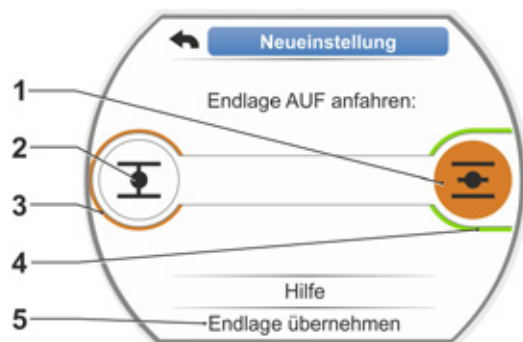 Neueinstellung
Endlage AUF anfahren:
1
2
3
4
Hilfe
5 Endlage übernehmen